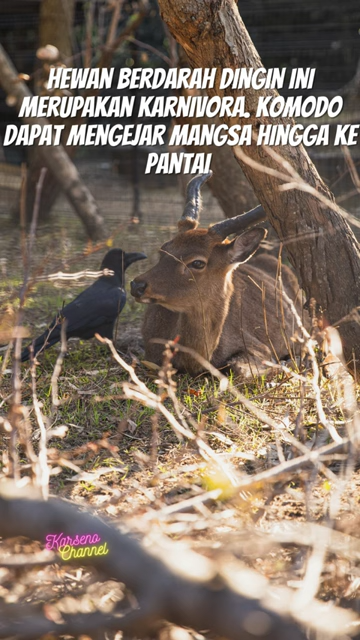 HEWAN BERDARAH DINGIN INI
MERUPAKAN KARNIVORA. KOMODO
DAPAT MENGEJAR MANGSA HINGGA KE
PANTAI
Karseno
Channel